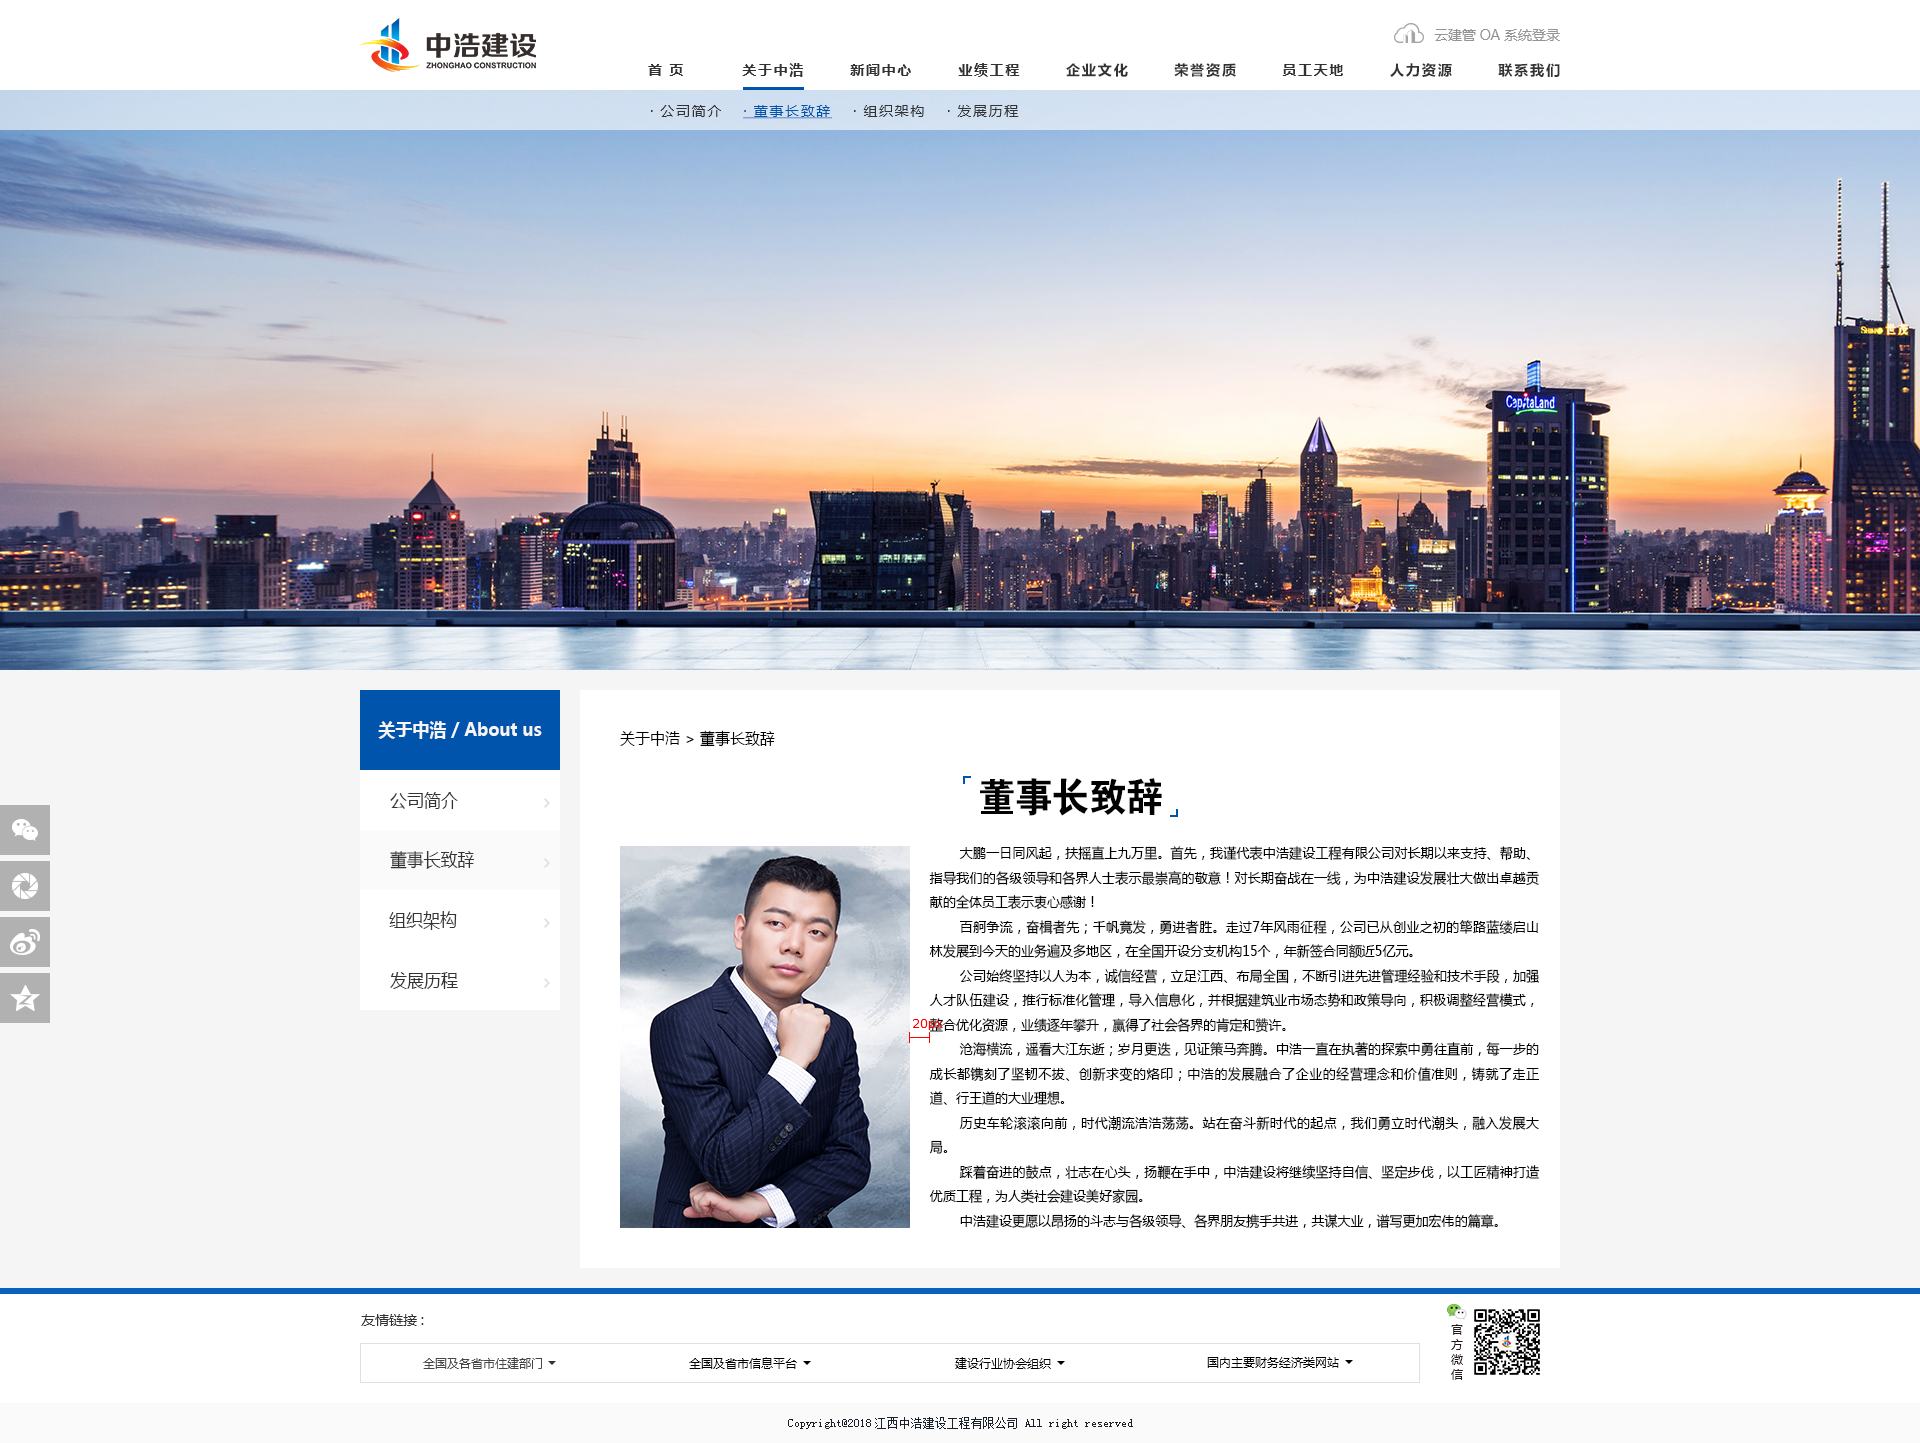 中浩建设
ZHONGHAO CONSTRUCTION
云建管 OA 系统登录
首 页 关于中浩 新闻中心 业绩工程 企业文化 荣誉资质 员工天地 人力资源 联系我们
· 公司简介 · 董事长致辞 · 组织架构 · 发展历程
SHIMAO 世茂
CapitaLand
关于中浩 / About us
公司简介
董事长致辞
组织架构
发展历程
关于中浩 > 董事长致辞
董事长致辞
大鹏一日同风起，扶摇直上九万里。首先，我谨代表中浩建设工程有限公司对长期以来支持、帮助、
指导我们的各级领导和各界人士表示最崇高的敬意！对长期奋战在一线，为中浩建设发展壮大做出卓越贡
献的全体员工表示衷心感谢！
百舸争流，奋楫者先；千帆竟发，勇进者胜。走过7年风雨征程，公司已从创业之初的筚路蓝缕启山
林发展到今天的业务遍及多地区，在全国开设分支机构15个，年新签合同额近5亿元。
公司始终坚持以人为本，诚信经营，立足江西、布局全国，不断引进先进管理经验和技术手段，加强
人才队伍建设，推行标准化管理，导入信息化，并根据建筑业市场态势和政策导向，积极调整经营模式，
整合优化资源，业绩逐年攀升，赢得了社会各界的肯定和赞许。
20px
沧海横流，遥看大江东逝；岁月更迭，见证策马奔腾。中浩一直在执著的探索中勇往直前，每一步的
成长都镌刻了坚韧不拔、创新求变的烙印；中浩的发展融合了企业的经营理念和价值准则，铸就了走正
道、行王道的大业理想。
历史车轮滚滚向前，时代潮流浩浩荡荡。站在奋斗新时代的起点，我们勇立时代潮头，融入发展大
局。
踩着奋进的鼓点，壮志在心头，扬鞭在手中，中浩建设将继续坚持自信、坚定步伐，以工匠精神打造
优质工程，为人类社会建设美好家园。
中浩建设更愿以昂扬的斗志与各级领导、各界朋友携手共进，共谋大业，谱写更加宏伟的篇章。
友情链接：
全国及各省市住建部门 全国及省市信息平台 建设行业协会组织 国内主要财务经济类网站
官方微信
Copyright@2018 江西中浩建设工程有限公司 All right reserved